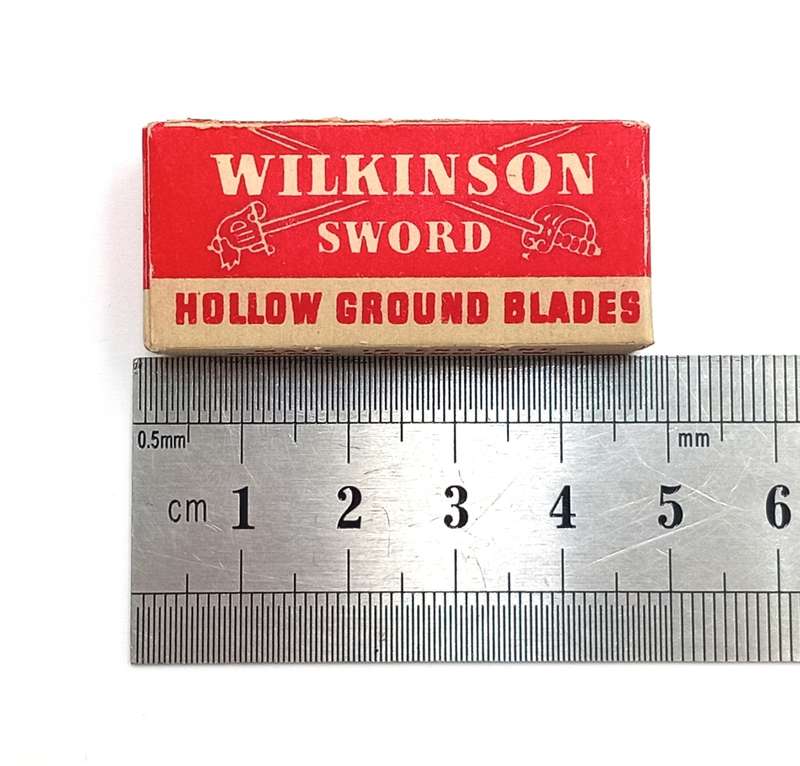 WILKINSON
SWORD
HOLLOW GROUND BLADES
0.5mm
mm
cm 1 2 3 4 5 6